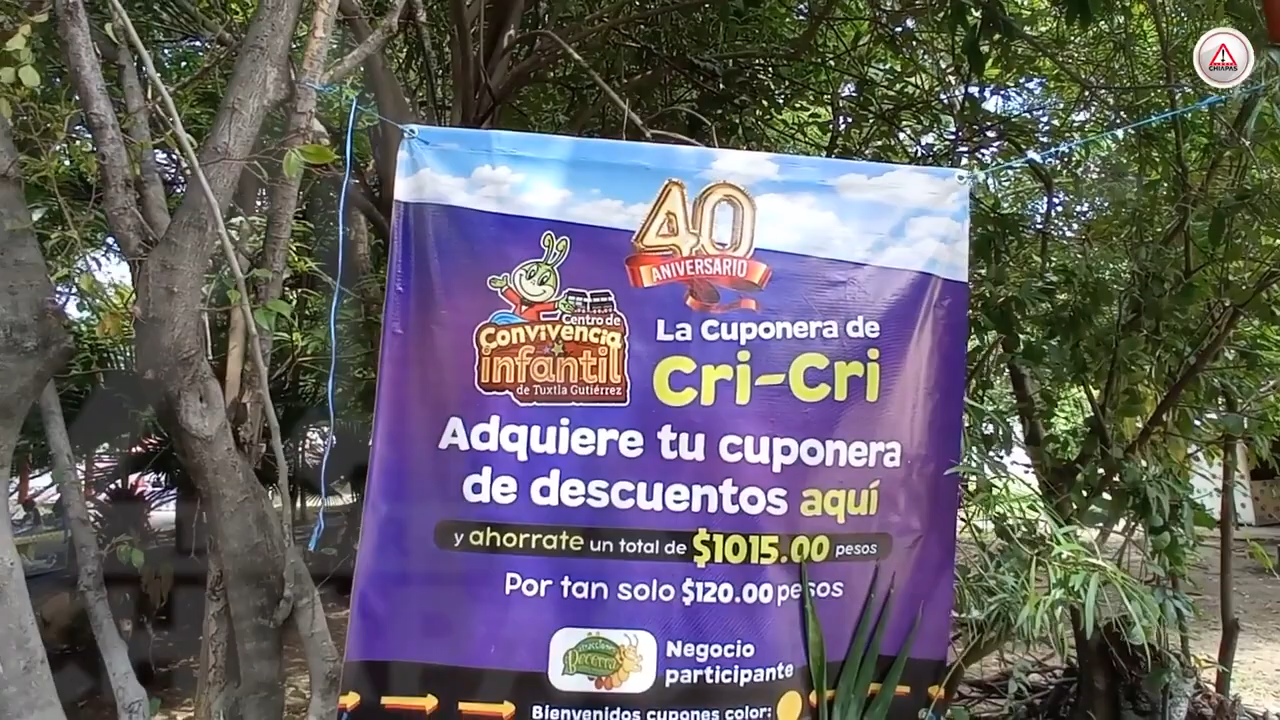 CHIAPAS
40
ANIVERSARIO
Centro de
Convivencia
infantil
de Tuxtla Gutiérrez
La Cuponera de
Cri-Cri
Adquiere tu cuponera
de descuentos aquí
y ahorrate un total de $1015.00 pesos
Por tan solo $120.00 pesos
Negocio
participante
Bienvenidos cupones color: